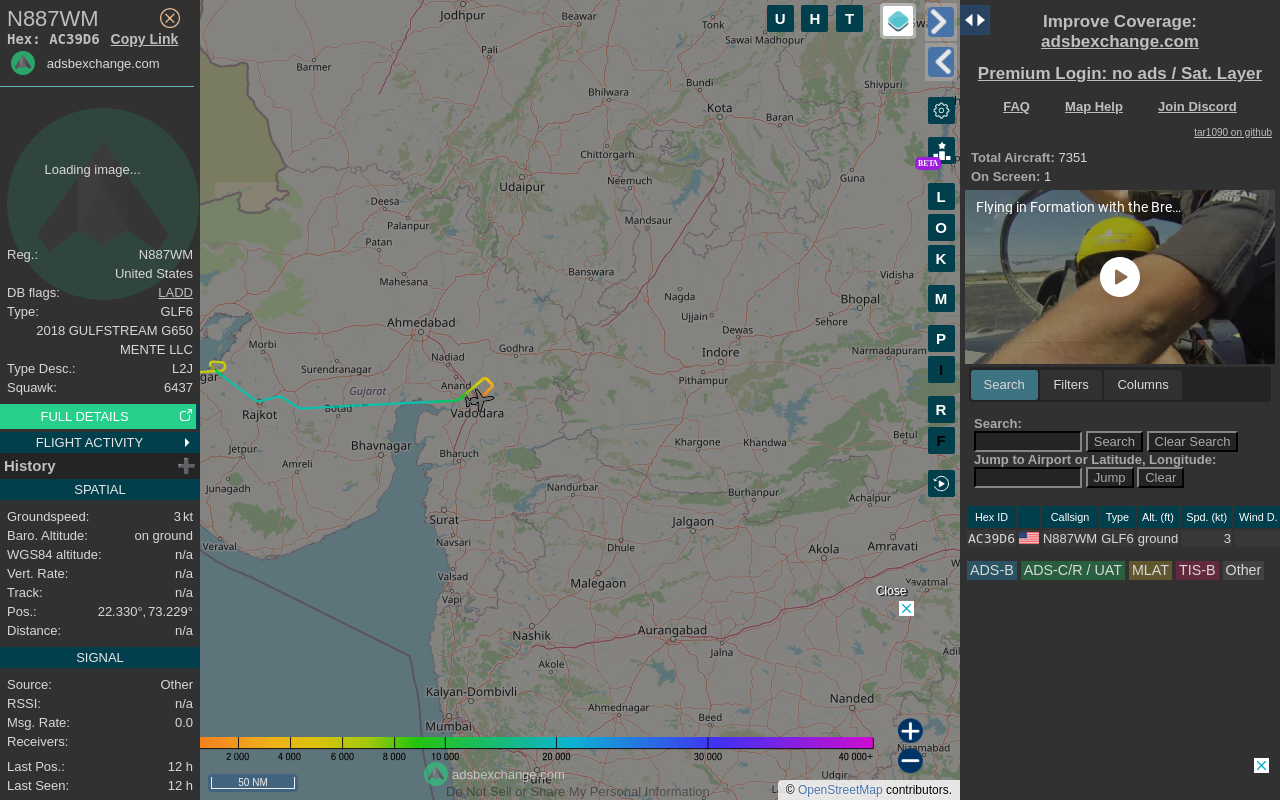 N887WM
Hex: AC39D6 Copy Link
adsbexchange.com
Loading image...
Reg.: N887WM
United States
DB flags: LADD
Type: GLF6
2018 GULFSTREAM G650
MENTE LLC
Type Desc.: L2J
Squawk: 6437
FULL DETAILS
FLIGHT ACTIVITY
History
SPATIAL
Groundspeed: 3 kt
Baro. Altitude: on ground
WGS84 altitude: n/a
Vert. Rate: n/a
Track: n/a
Pos.: 22.330°, 73.229°
Distance: n/a
SIGNAL
Source: Other
RSSI: n/a
Msg. Rate: 0.0
Receivers:
Last Pos.: 12 h
Last Seen: 12 h
Jodhpur
Beawar
Tonk
Sawai Madhopur
Pali
Barmer
Bundi
Shivpuri
Bhilwara
Kota
Baran
Chittorgarh
Udaipur
Neemuch
Guna
Deesa
Palanpur
Mandsaur
Patan
Mahesana
Banswara
Vidisha
Nagda
Bhopal
Ujjain
Sehore
Ahmedabad
Dewas
Morbi
Godhra
Indore
Narmadapuram
Nadiad
Surendranagar
Pithampur
gar
Anand
Gujarat
Rajkot
Botad
Vadodara
Betul
Jetpur
Bhavnagar
Khargone
Khandwa
Bharuch
Amreli
Junagadh
Nandurbar
Burhanpur
Achalpur
Surat
Jalgaon
Veraval
Navsari
Dhule
Akola
Amravati
Valsad
Malegaon
Yavatmal
Vapi
Nashik
Aurangabad
Jalna
Adil
Akole
Kalyan-Dombivli
Nanded
Ahmednagar
Beed
Mumbai
Nizamabad
Pune
Udgir
U H T
BETA
L
O
K
M
P
I
R
F
Close
2 000 4 000 6 000 8 000 10 000 20 000 30 000 40 000+
50 NM
adsbexchange.com
Do Not Sell or Share My Personal Information
© OpenStreetMap contributors.
Improve Coverage:
adsbexchange.com
Premium Login: no ads / Sat. Layer
FAQ Map Help Join Discord
tar1090 on github
Total Aircraft: 7351
On Screen: 1
Flying in Formation with the Bre...
Search Filters Columns
Search:
Search Clear Search
Jump to Airport or Latitude, Longitude:
Jump Clear
Hex ID Callsign Type Alt. (ft) Spd. (kt) Wind D.
AC39D6 N887WM GLF6 ground 3
ADS-B ADS-C/R / UAT MLAT TIS-B Other